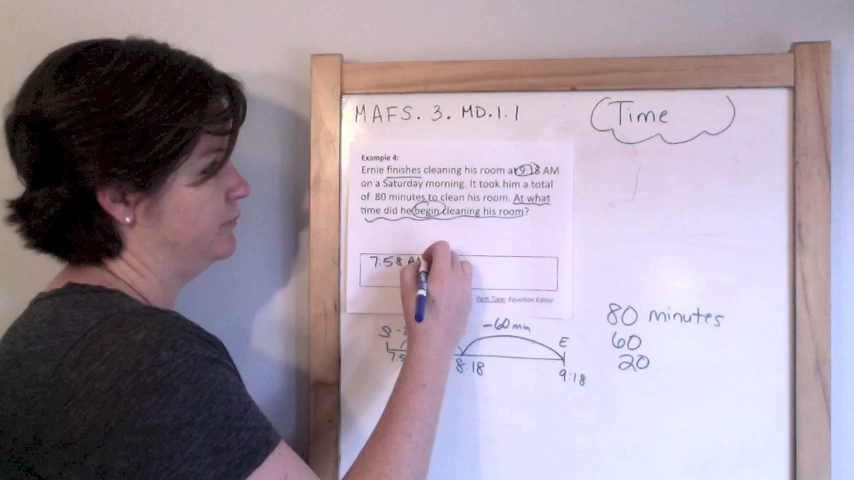 MAFS.3.MD.1.1
Time
Example 4:
Ernie finishes cleaning his room at 9:18 AM
on a Saturday morning. It took him a total
of 80 minutes to clean his room. At what
time did he begin cleaning his room?
7:58
Item Type: Equation Editor
S -60 min E
8:18 9:18
80 minutes
60
20